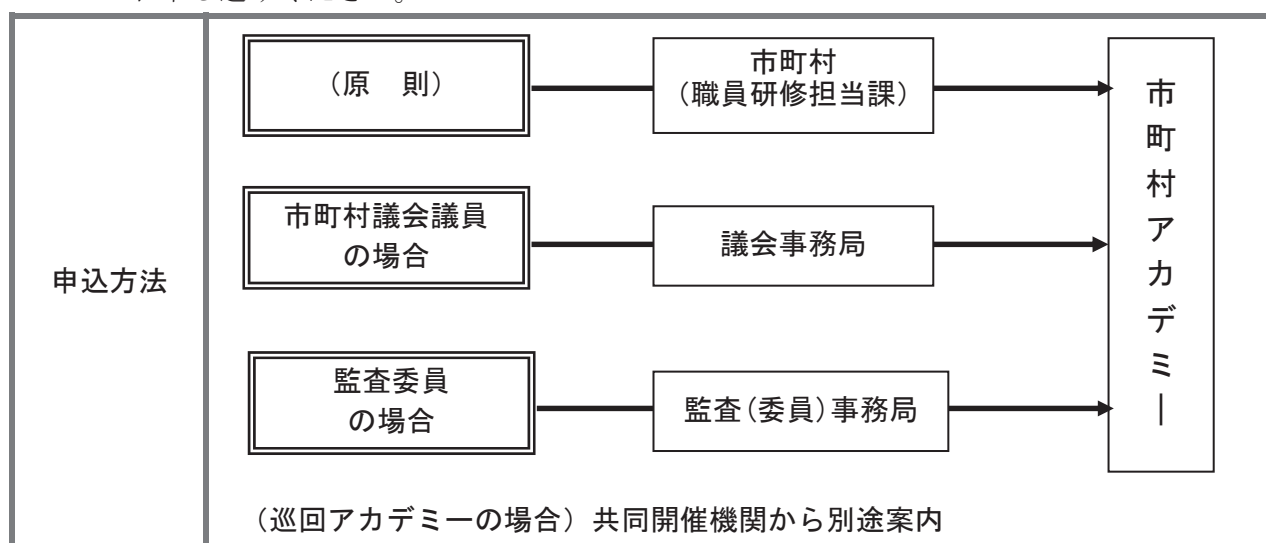 申込方法
（原　則）
市町村
（職員研修担当課）
市町村議会議員
の場合
議会事務局
監査委員
の場合
監査（委員）事務局
市町村アカデミー
（巡回アカデミーの場合）共同開催機関から別途案内